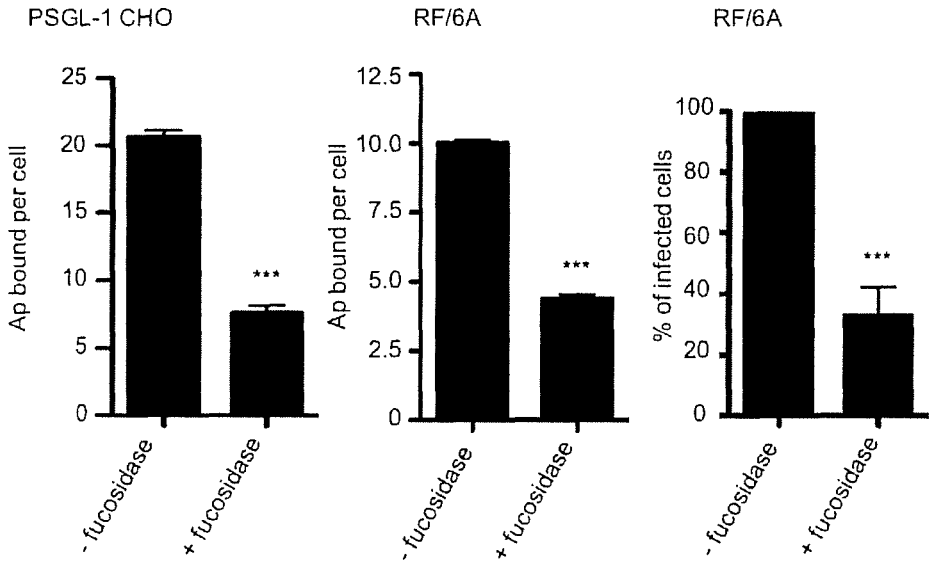 PSGL-1 CHO
RF/6A
RF/6A
Ap bound per cell
25
20
15
10
5
0
***
- fucosidase
+ fucosidase
Ap bound per cell
12.5
10.0
7.5
5.0
2.5
0
***
- fucosidase
+ fucosidase
% of infected cells
100
80
60
40
20
0
***
- fucosidase
+ fucosidase